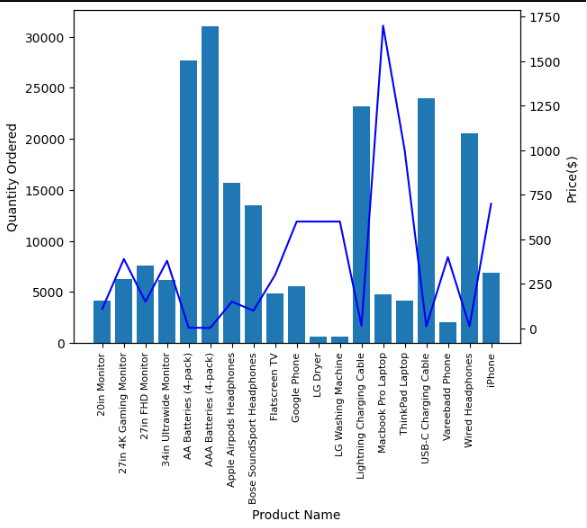 30000
25000
20000
15000
10000
5000
0
Quantity Ordered
1750
1500
1250
1000
750
500
250
0
Price($)
20in Monitor
27in 4K Gaming Monitor
27in FHD Monitor
34in Ultrawide Monitor
AA Batteries (4-pack)
AAA Batteries (4-pack)
Apple Airpods Headphones
Bose SoundSport Headphones
Flatscreen TV
Google Phone
LG Dryer
LG Washing Machine
Lightning Charging Cable
Macbook Pro Laptop
ThinkPad Laptop
USB-C Charging Cable
Vareebadd Phone
Wired Headphones
iPhone
Product Name